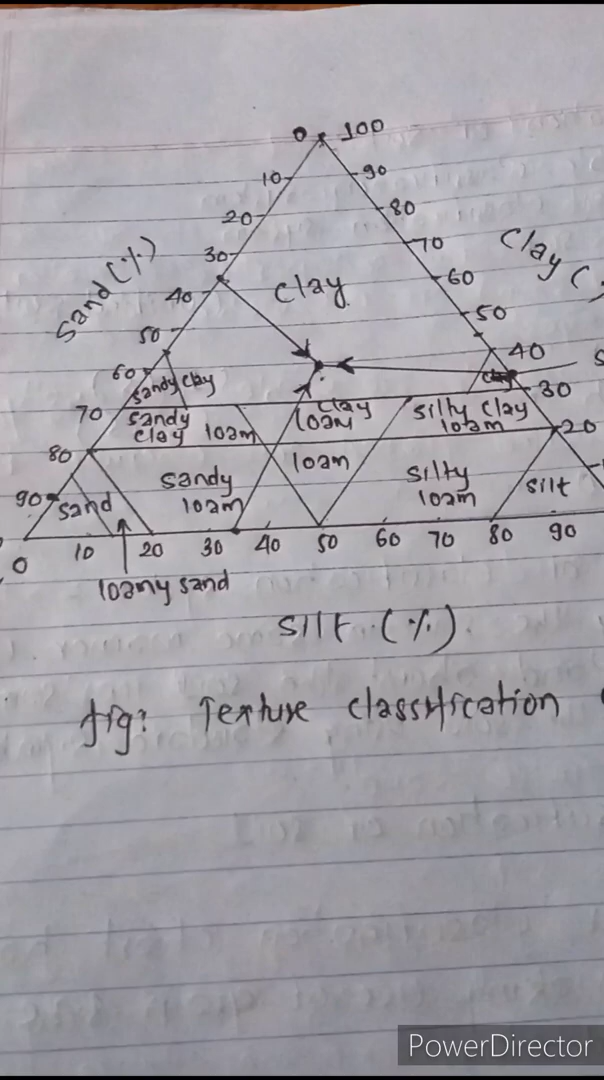 0 100
10 90
20 80
30 70
Sand (%) Clay (
40 clay 60
50 50
60 40
sandy clay clay S
70 30
sandy clay loam clay loam silty clay loam
80 20
sandy loam loam silty loam silt
90 sand
0 10 20 30 40 50 60 70 80 90
loamy sand
silt (%)
fig: Texture classification
PowerDirector